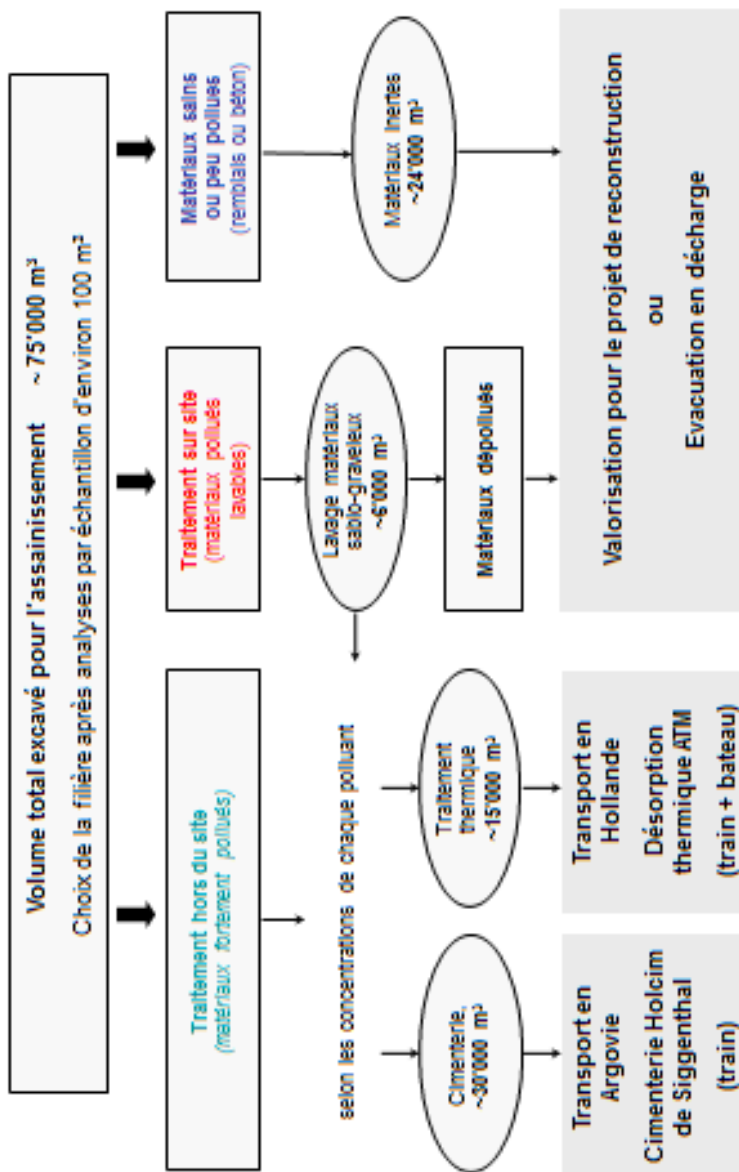 Volume total excavé pour l'assainissement ~ 75'000 m³
Choix de la filière après analyses par échantillon d'environ 100 m³
Traitement hors du site
(matériaux fortement pollués)
Traitement sur site
(matériaux pollués
lavables)
Matériaux sains
ou peu pollues
(remblais ou béton)
selon les concentrations de chaque polluant
Lavage matériaux
sablo-graveleux
~6'000 m³
Matériaux inertes
~24'000 m³
Cimenterie,
~30'000 m³
Traitement
thermique
~15'000 m³
Matériaux dépollués
Transport en
Argovie
Cimenterie Holcim
de Siggenthal
(train)
Transport en
Hollande
Désorption
thermique ATM
(train + bateau)
Valorisation pour le projet de reconstruction
ou
Evacuation en décharge